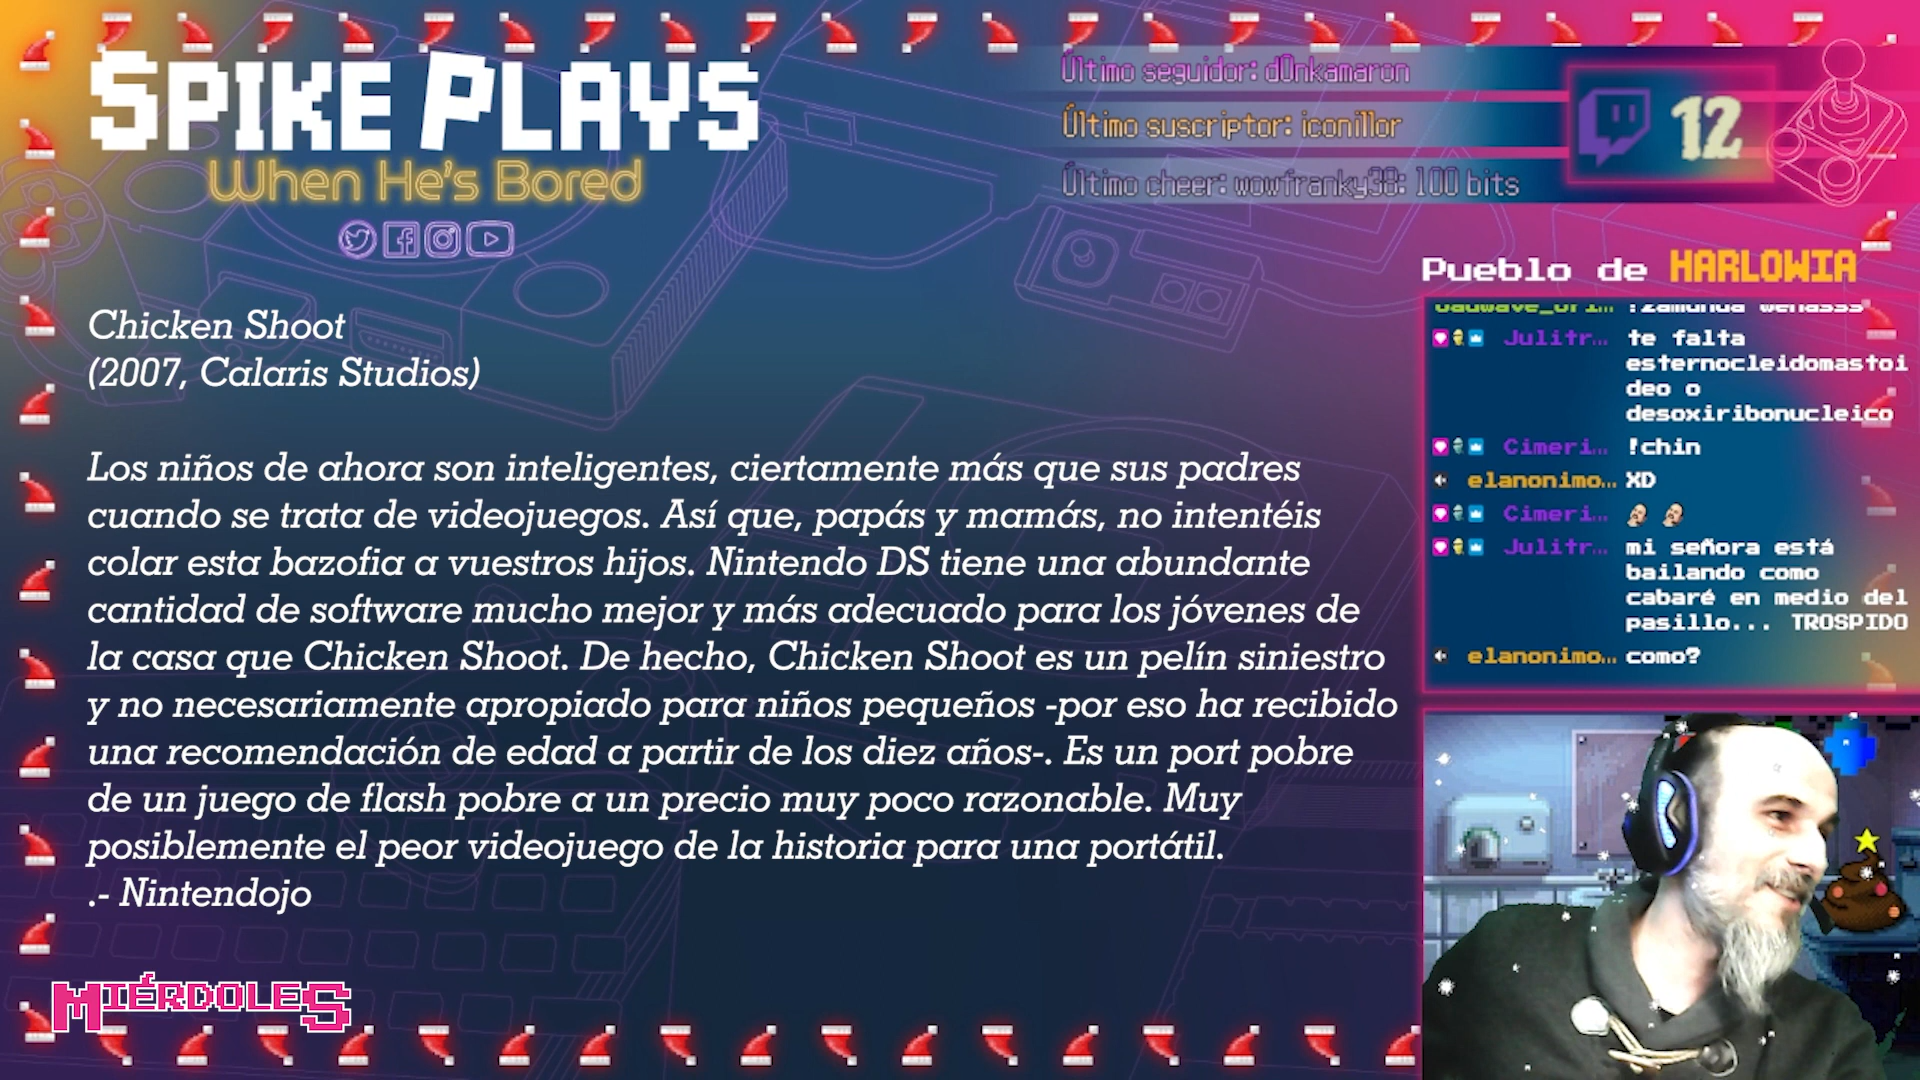 SPIKE PLAYS
When He's Bored
Último seguidor: d0nkamaron
Último suscriptor: iconillor
Último cheer: wowfranky38: 100 bits
12
Pueblo de HARLOWIA
Julitr... te falta
esternocleidomastoi
deo o
desoxiribonucleico
Cimeri... !chin
elanonimo... XD
Cimeri...
Julitr... mi señora está
bailando como
cabaré en medio del
pasillo... TROSPIDO
elanonimo... como?
Chicken Shoot
(2007, Calaris Studios)
Los niños de ahora son inteligentes, ciertamente más que sus padres
cuando se trata de videojuegos. Así que, papás y mamás, no intentéis
colar esta bazofia a vuestros hijos. Nintendo DS tiene una abundante
cantidad de software mucho mejor y más adecuado para los jóvenes de
la casa que Chicken Shoot. De hecho, Chicken Shoot es un pelín siniestro
y no necesariamente apropiado para niños pequeños -por eso ha recibido
una recomendación de edad a partir de los diez años-. Es un port pobre
de un juego de flash pobre a un precio muy poco razonable. Muy
posiblemente el peor videojuego de la historia para una portátil.
.- Nintendojo
MIÉRDOLES